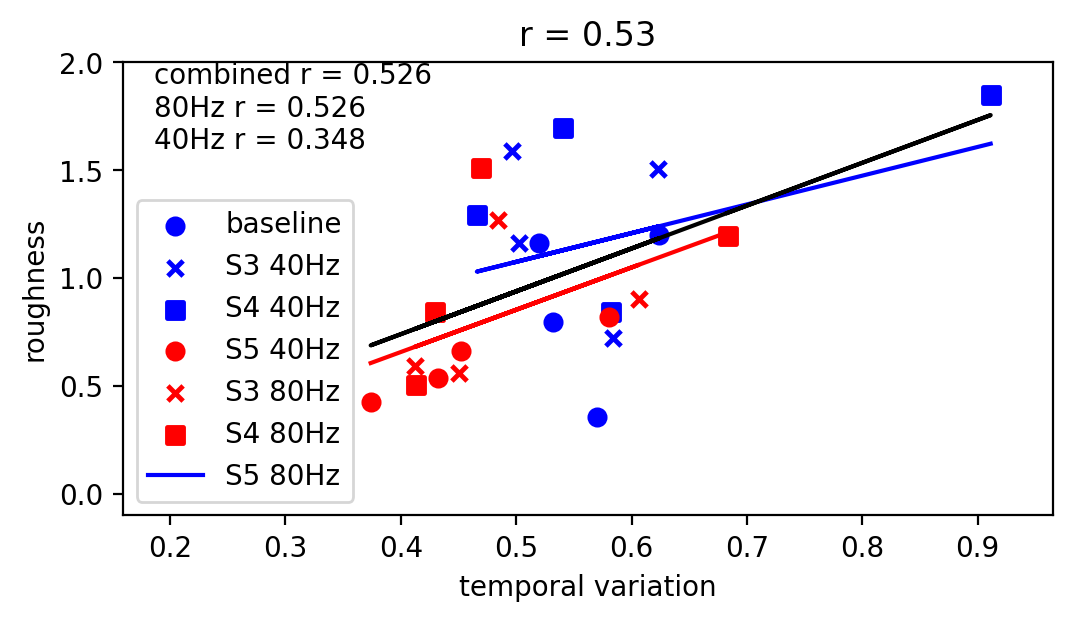 r = 0.53
combined r = 0.526
80Hz r = 0.526
40Hz r = 0.348
baseline
S3 40Hz
S4 40Hz
S5 40Hz
S3 80Hz
S4 80Hz
S5 80Hz
roughness
2.0
1.5
1.0
0.5
0.0
0.2 0.3 0.4 0.5 0.6 0.7 0.8 0.9
temporal variation